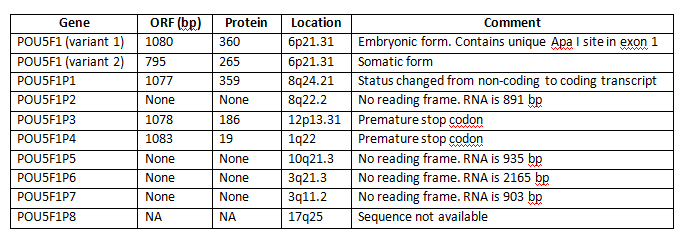 Gene ORF (bp) Protein Location Comment
POU5F1 (variant 1) 1080 360 6p21.31 Embryonic form. Contains unique Apa I site in exon 1
POU5F1 (variant 2) 795 265 6p21.31 Somatic form
POU5F1P1 1077 359 8q24.21 Status changed from non-coding to coding transcript
POU5F1P2 None None 8q22.2 No reading frame. RNA is 891 bp
POU5F1P3 1078 186 12p13.31 Premature stop codon
POU5F1P4 1083 19 1q22 Premature stop codon
POU5F1P5 None None 10q21.3 No reading frame. RNA is 935 bp
POU5F1P6 None None 3q21.3 No reading frame. RNA is 2165 bp
POU5F1P7 None None 3q11.2 No reading frame. RNA is 903 bp
POU5F1P8 NA NA 17q25 Sequence not available